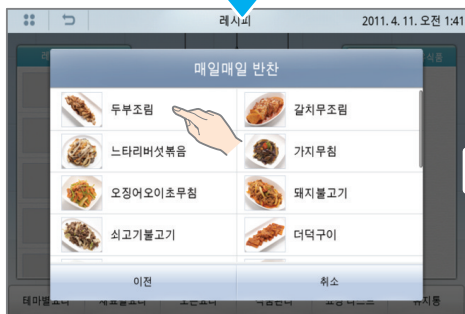 레시피 2011. 4. 11. 오전 1:41
매일매일 반찬
두부조림 갈치무조림
느타리버섯볶음 가지무침
오징어오이초무침 돼지불고기
쇠고기불고기 더덕구이
이전 취소